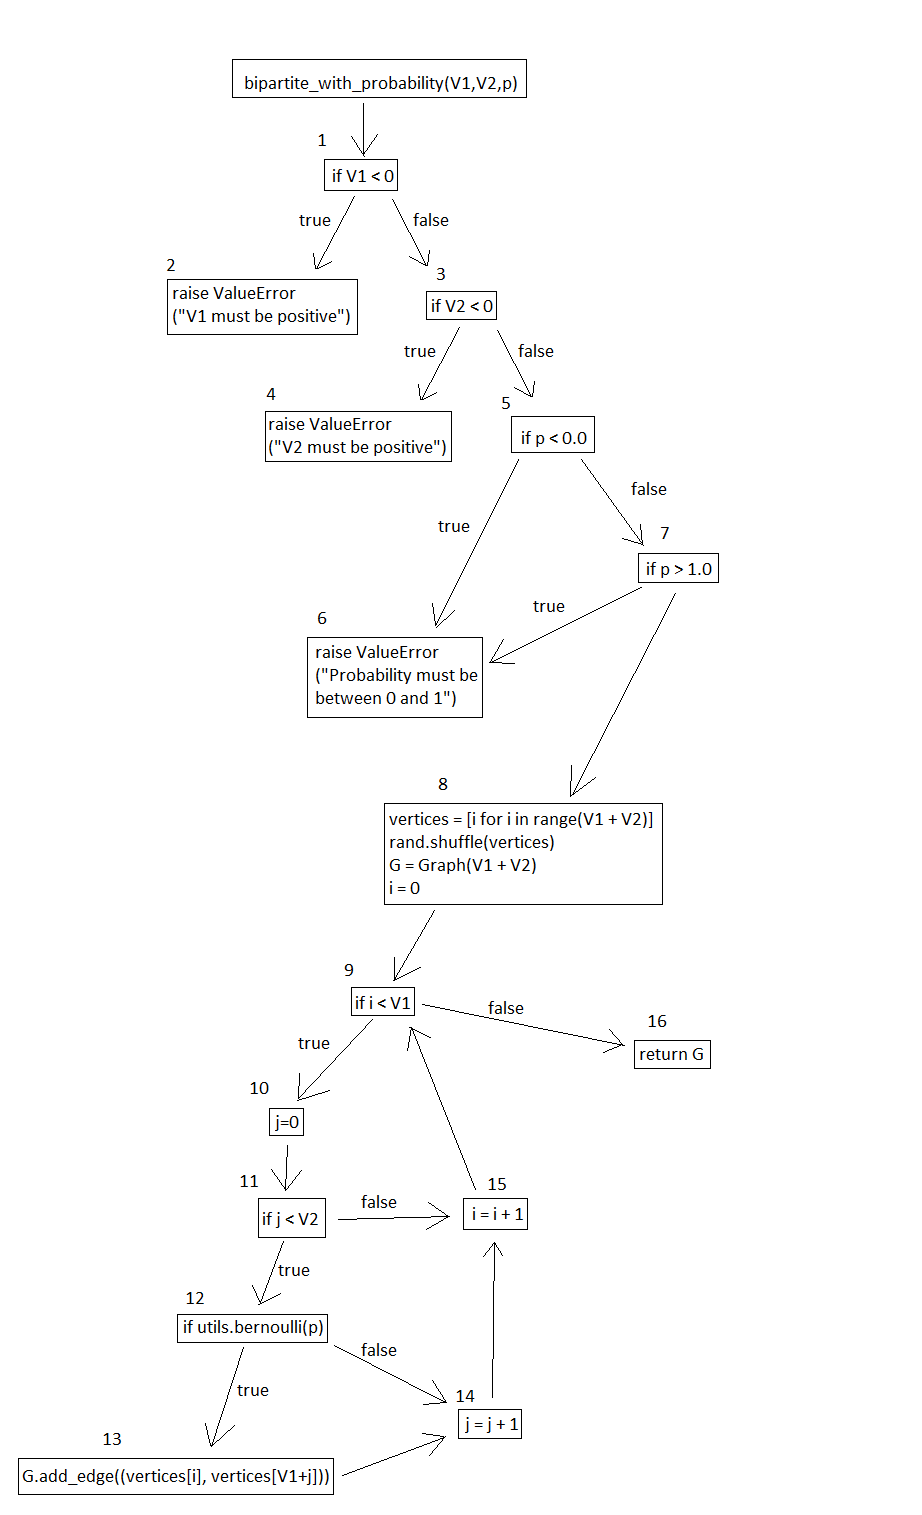 bipartite_with_probability(V1,V2,p)
1
if V1 < 0
true
false
2
raise ValueError
("V1 must be positive")
3
if V2 < 0
true
false
4
raise ValueError
("V2 must be positive")
5
if p < 0.0
true
false
7
if p > 1.0
true
6
raise ValueError
("Probability must be
between 0 and 1")
8
vertices = [i for i in range(V1 + V2)]
rand.shuffle(vertices)
G = Graph(V1 + V2)
i = 0
9
if i < V1
false
16
return G
true
10
j=0
11
if j < V2
false
15
i = i + 1
true
12
if utils.bernoulli(p)
false
true
14
j = j + 1
13
G.add_edge((vertices[i], vertices[V1+j]))